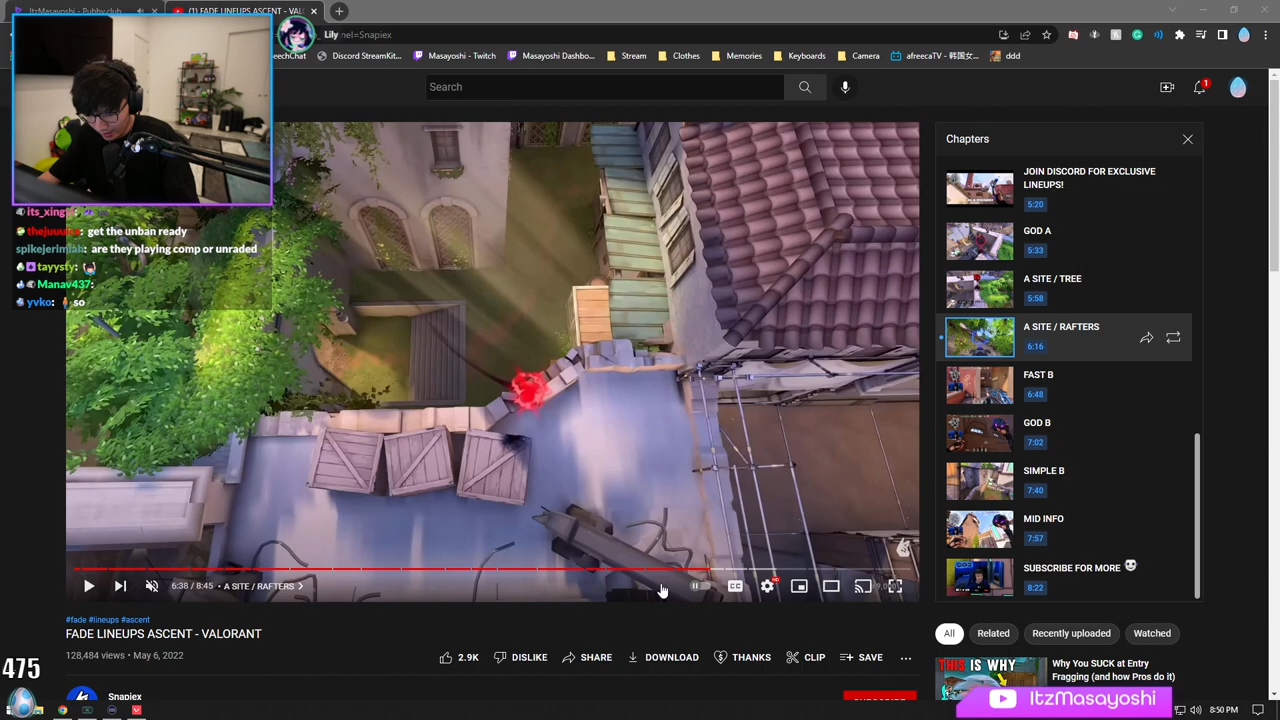 ItzMasayoshi - Pubby club
(1) FADE LINEUPS ASCENT - VAL
Lily
nel=Snapiex
eechChat
Discord StreamKit...
Masayoshi - Twitch
Masayoshi Dashbo...
Stream
Clothes
Memories
Keyboards
Camera
afreecaTV - 韩国女...
ddd
Search
1
its_xing
thejuuu
get the unban ready
spikejerimiah: are they playing comp or unraded
tayysty:
Manav437:
yvko: so
Chapters
JOIN DISCORD FOR EXCLUSIVE
LINEUPS!
5:20
GOD A
5:33
A SITE / TREE
5:58
A SITE / RAFTERS
6:16
FAST B
6:48
GOD B
7:02
SIMPLE B
7:40
MID INFO
7:57
SUBSCRIBE FOR MORE
8:22
6:38 / 8:45 • A SITE / RAFTERS
CC
HD
#fade #lineups #ascent
FADE LINEUPS ASCENT - VALORANT
128,484 views • May 6, 2022
2.9K
DISLIKE
SHARE
DOWNLOAD
THANKS
CLIP
SAVE
All
Related
Recently uploaded
Watched
475
Snapiex
THIS IS WHY
Why You SUCK at Entry
Fragging (and how Pros do it)
ItzMasayoshi
8:50 PM